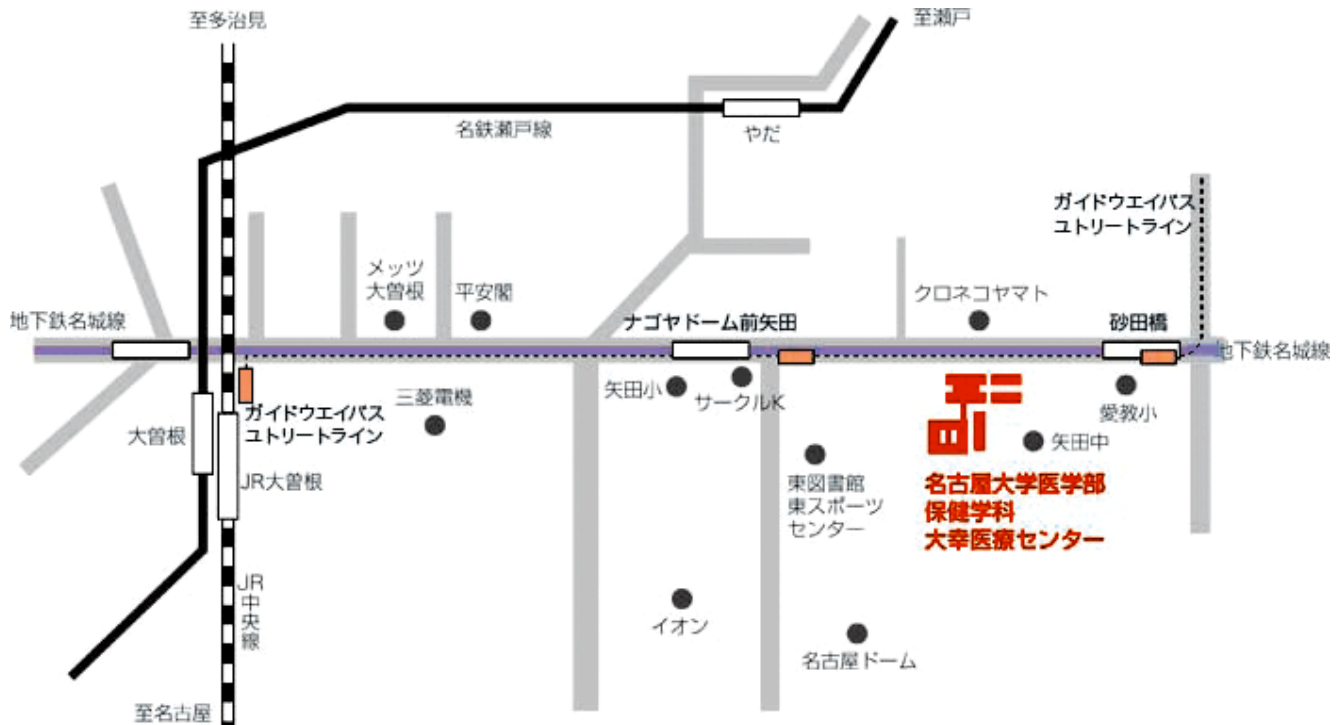 至多治見
至瀬戸
名鉄瀬戸線
やだ
ガイドウエイバス
ユトリートライン
メッツ
大曽根
平安閣
クロネコヤマト
地下鉄名城線
ナゴヤドーム前矢田
砂田橋
地下鉄名城線
矢田小
サークルK
愛教小
三菱電機
ガイドウエイバス
ユトリートライン
大曽根
矢田中
JR大曽根
東図書館
東スポーツ
センター
名古屋大学医学部
保健学科
大幸医療センター
JR中央線
イオン
名古屋ドーム
至名古屋